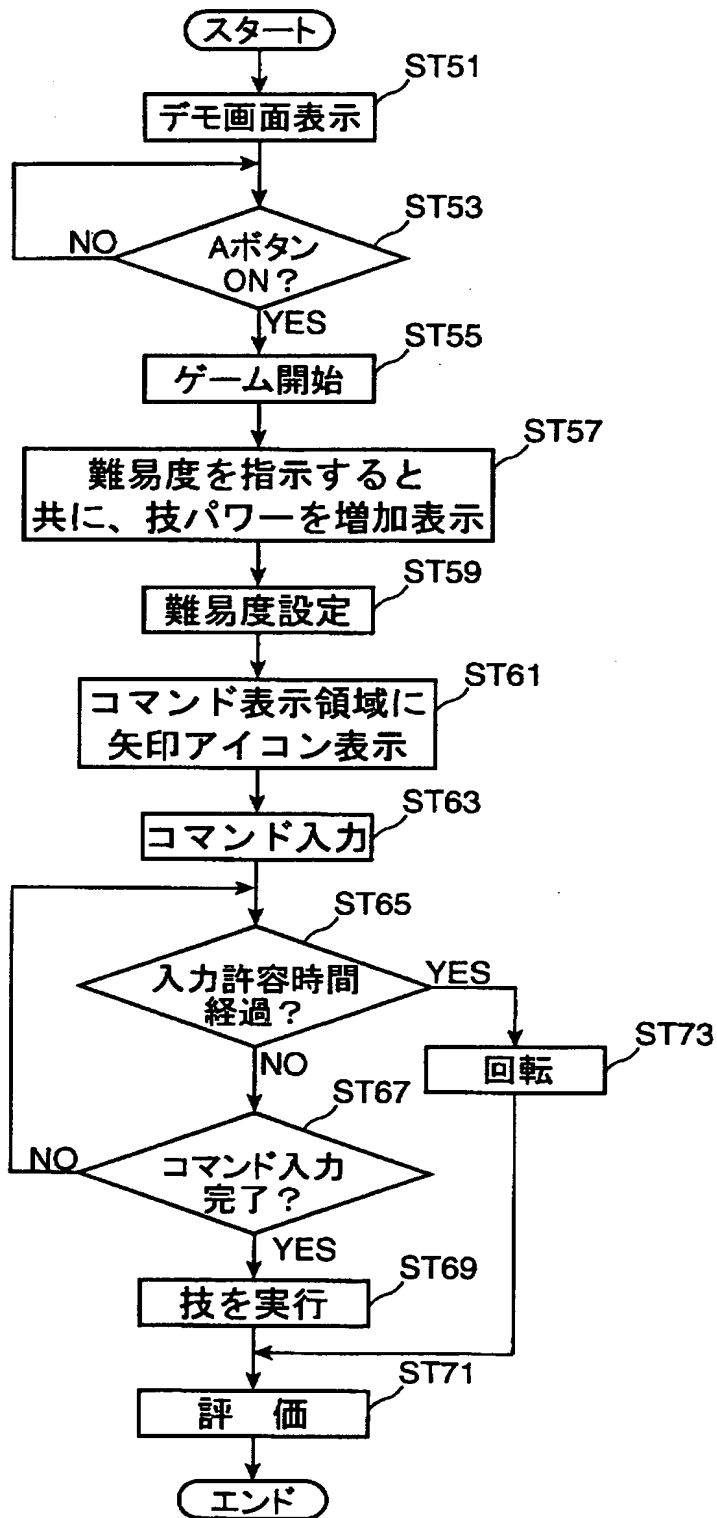 スタート
ST51
デモ画面表示
ST53
NO
Aボタン
ON?
YES
ST55
ゲーム開始
ST57
難易度を指示すると
共に、技パワーを増加表示
ST59
難易度設定
ST61
コマンド表示領域に
矢印アイコン表示
ST63
コマンド入力
ST65
入力許容時間
経過?
YES
NO
ST73
回転
ST67
NO
コマンド入力
完了?
YES
ST69
技を実行
ST71
評 価
エンド